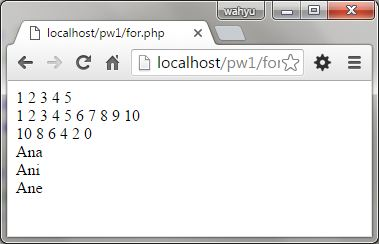 wahyu
localhost/pw1/for.php
localhost/pw1/for
1 2 3 4 5
1 2 3 4 5 6 7 8 9 10
10 8 6 4 2 0
Ana
Ani
Ane